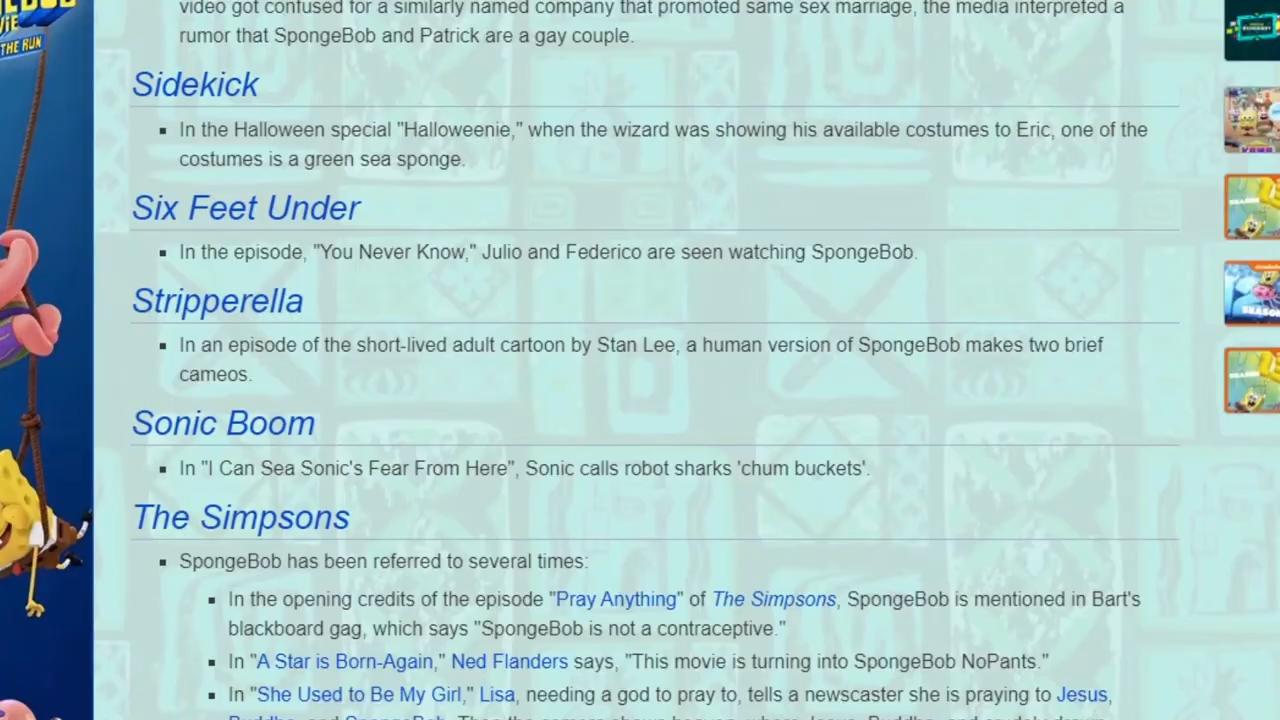 video got confused for a similarly named company that promoted same sex marriage, the media interpreted a
rumor that SpongeBob and Patrick are a gay couple.
Sidekick
In the Halloween special "Halloweenie," when the wizard was showing his available costumes to Eric, one of the
costumes is a green sea sponge.
Six Feet Under
In the episode, "You Never Know," Julio and Federico are seen watching SpongeBob.
Stripperella
In an episode of the short-lived adult cartoon by Stan Lee, a human version of SpongeBob makes two brief
cameos.
Sonic Boom
In "I Can Sea Sonic's Fear From Here", Sonic calls robot sharks 'chum buckets'.
The Simpsons
SpongeBob has been referred to several times:
In the opening credits of the episode "Pray Anything" of The Simpsons, SpongeBob is mentioned in Bart's
blackboard gag, which says "SpongeBob is not a contraceptive."
In "A Star is Born-Again," Ned Flanders says, "This movie is turning into SpongeBob NoPants."
In "She Used to Be My Girl," Lisa, needing a god to pray to, tells a newscaster she is praying to Jesus,
THE RUN